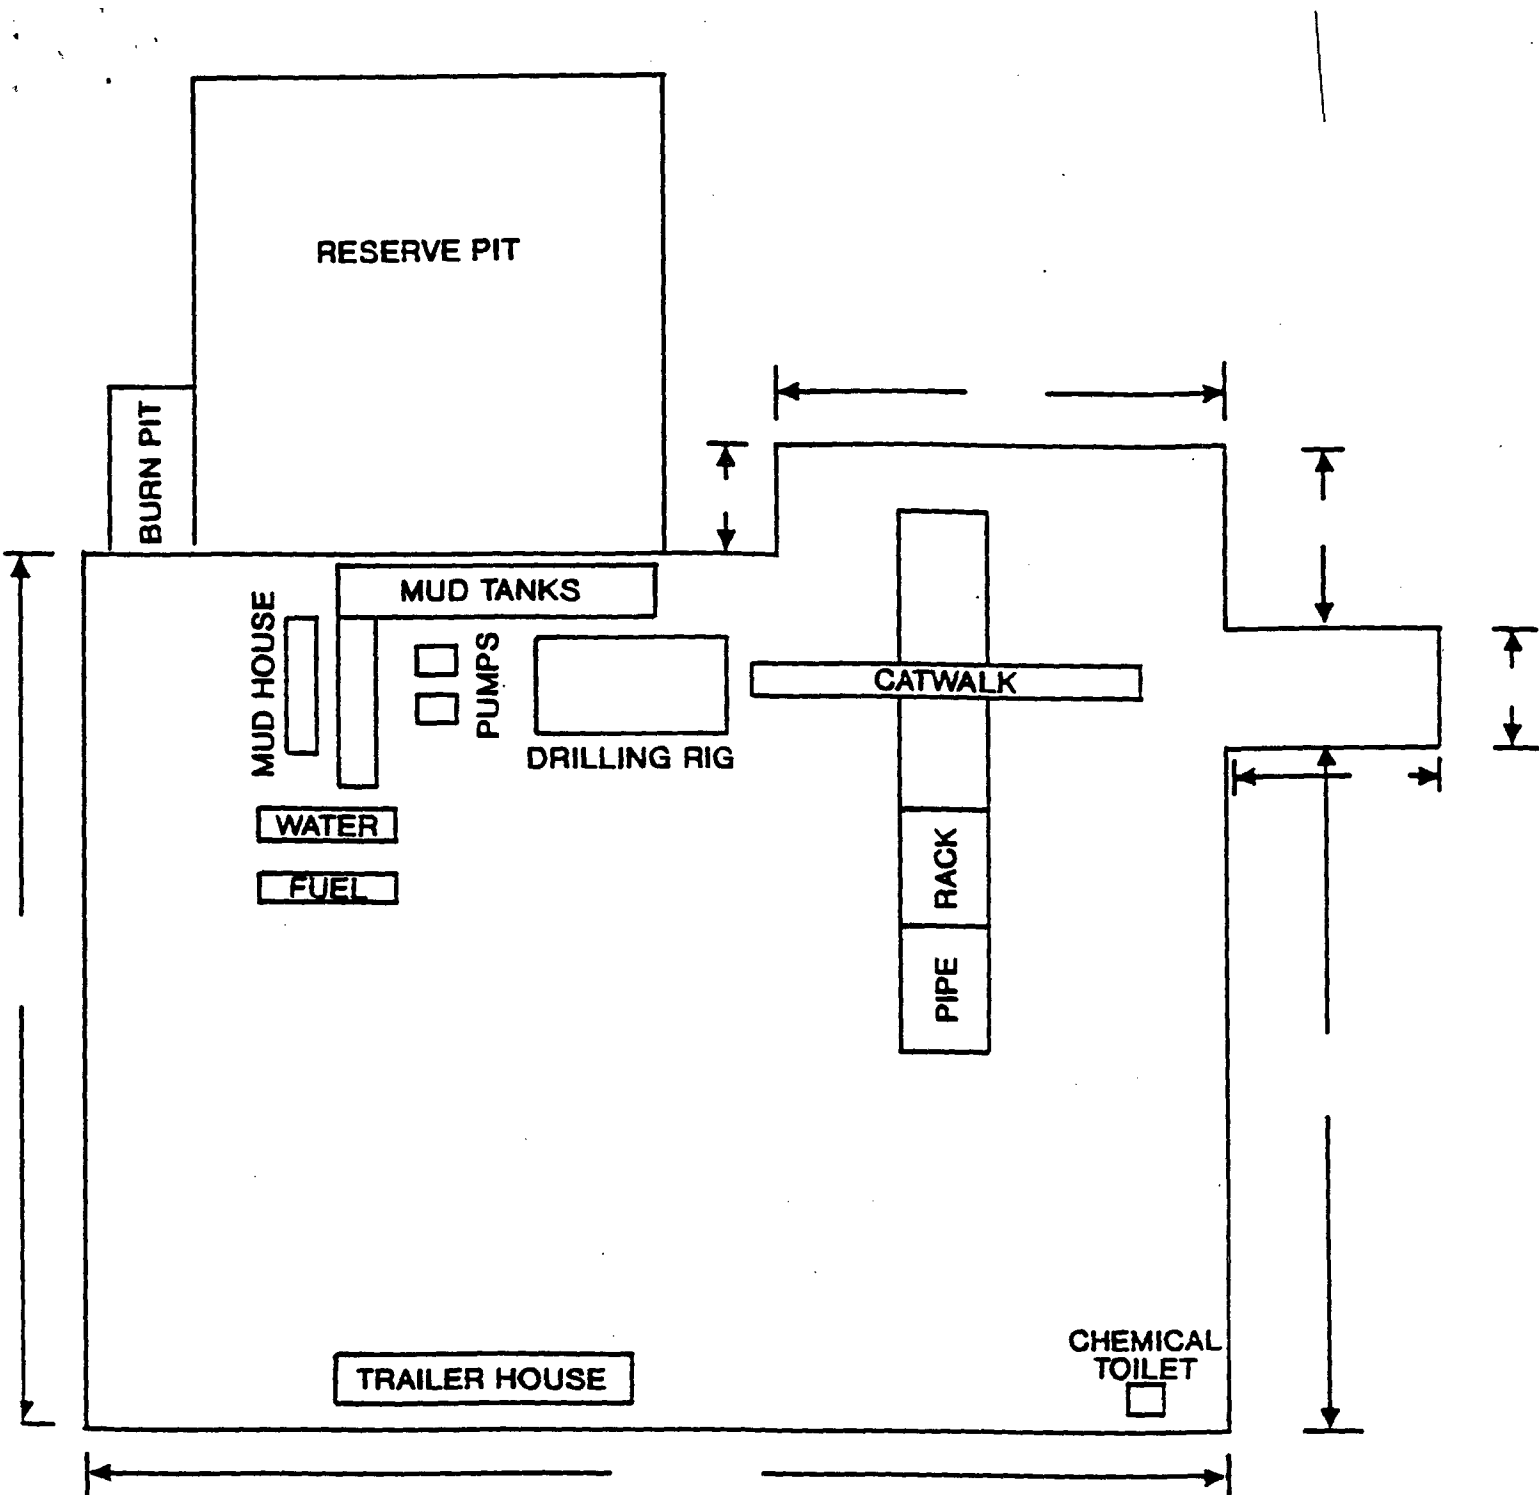 RESERVE PIT
BURN PIT
MUD TANKS
MUD HOUSE
PUMPS
CATWALK
DRILLING RIG
WATER
RACK
FUEL
PIPE
CHEMICAL
TOILET
TRAILER HOUSE